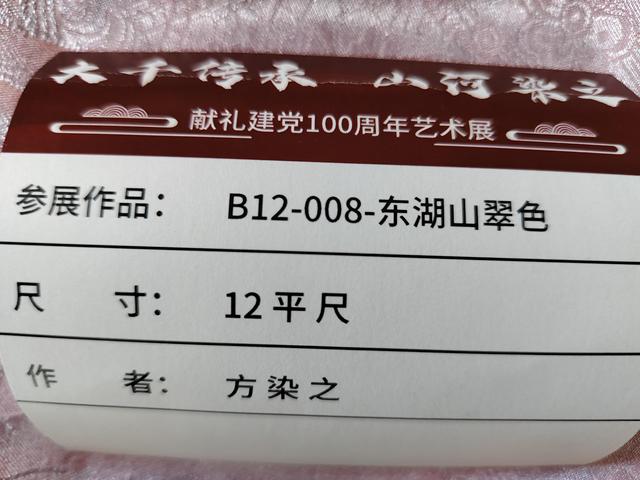 大千传承 山河染之
献礼建党100周年艺术展
参展作品: B12-008-东湖山翠色
尺 寸: 12平尺
作 者: 方染之